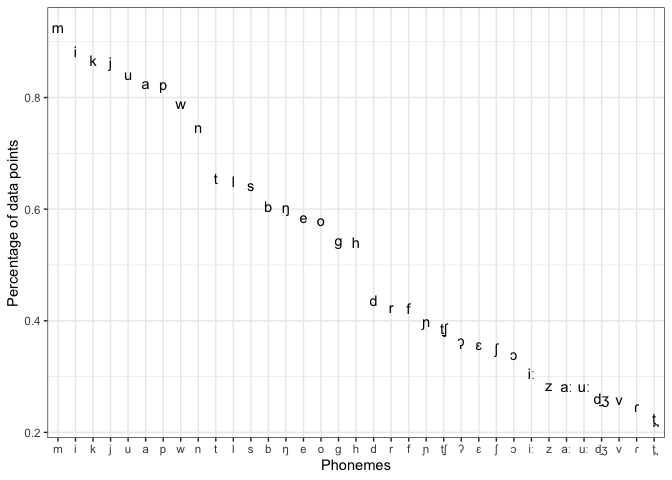 m
i
k
j
u
a
p
w
n
t
l
s
b
ŋ
e
o
g
h
d
r
f
ɲ
tʃ
ʔ
ɛ
ʃ
ɔ
iː
z
aː
uː
dʒ
v
ɾ
t̪
0.8
0.6
0.4
0.2
Percentage of data points
m i k j u a p w n t l s b ŋ e o g h d r f ɲ tʃ ʔ ɛ ʃ ɔ iː z aː uː dʒ v ɾ t̪
Phonemes